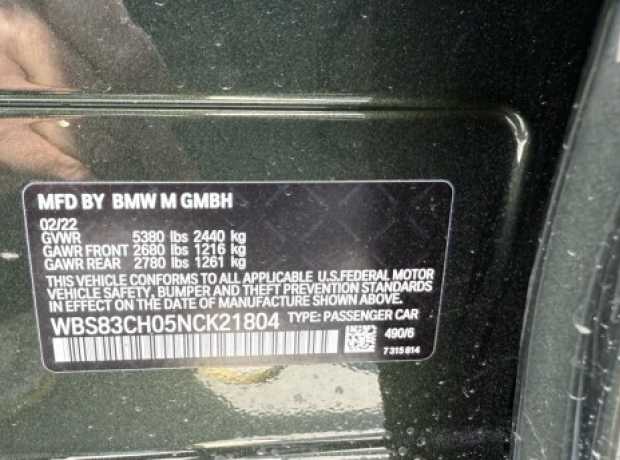 MFD BY BMW M GMBH
02/22
GVWR 5380 lbs 2440 kg
GAWR FRONT 2680 lbs 1216 kg
GAWR REAR 2780 lbs 1261 kg
THIS VEHICLE CONFORMS TO ALL APPLICABLE U.S.FEDERAL MOTOR
VEHICLE SAFETY, BUMPER AND THEFT PREVENTION STANDARDS
IN EFFECT ON THE DATE OF MANUFACTURE SHOWN ABOVE.
WBS83CH05NCK21804 TYPE: PASSENGER CAR
490/6
7 315 814